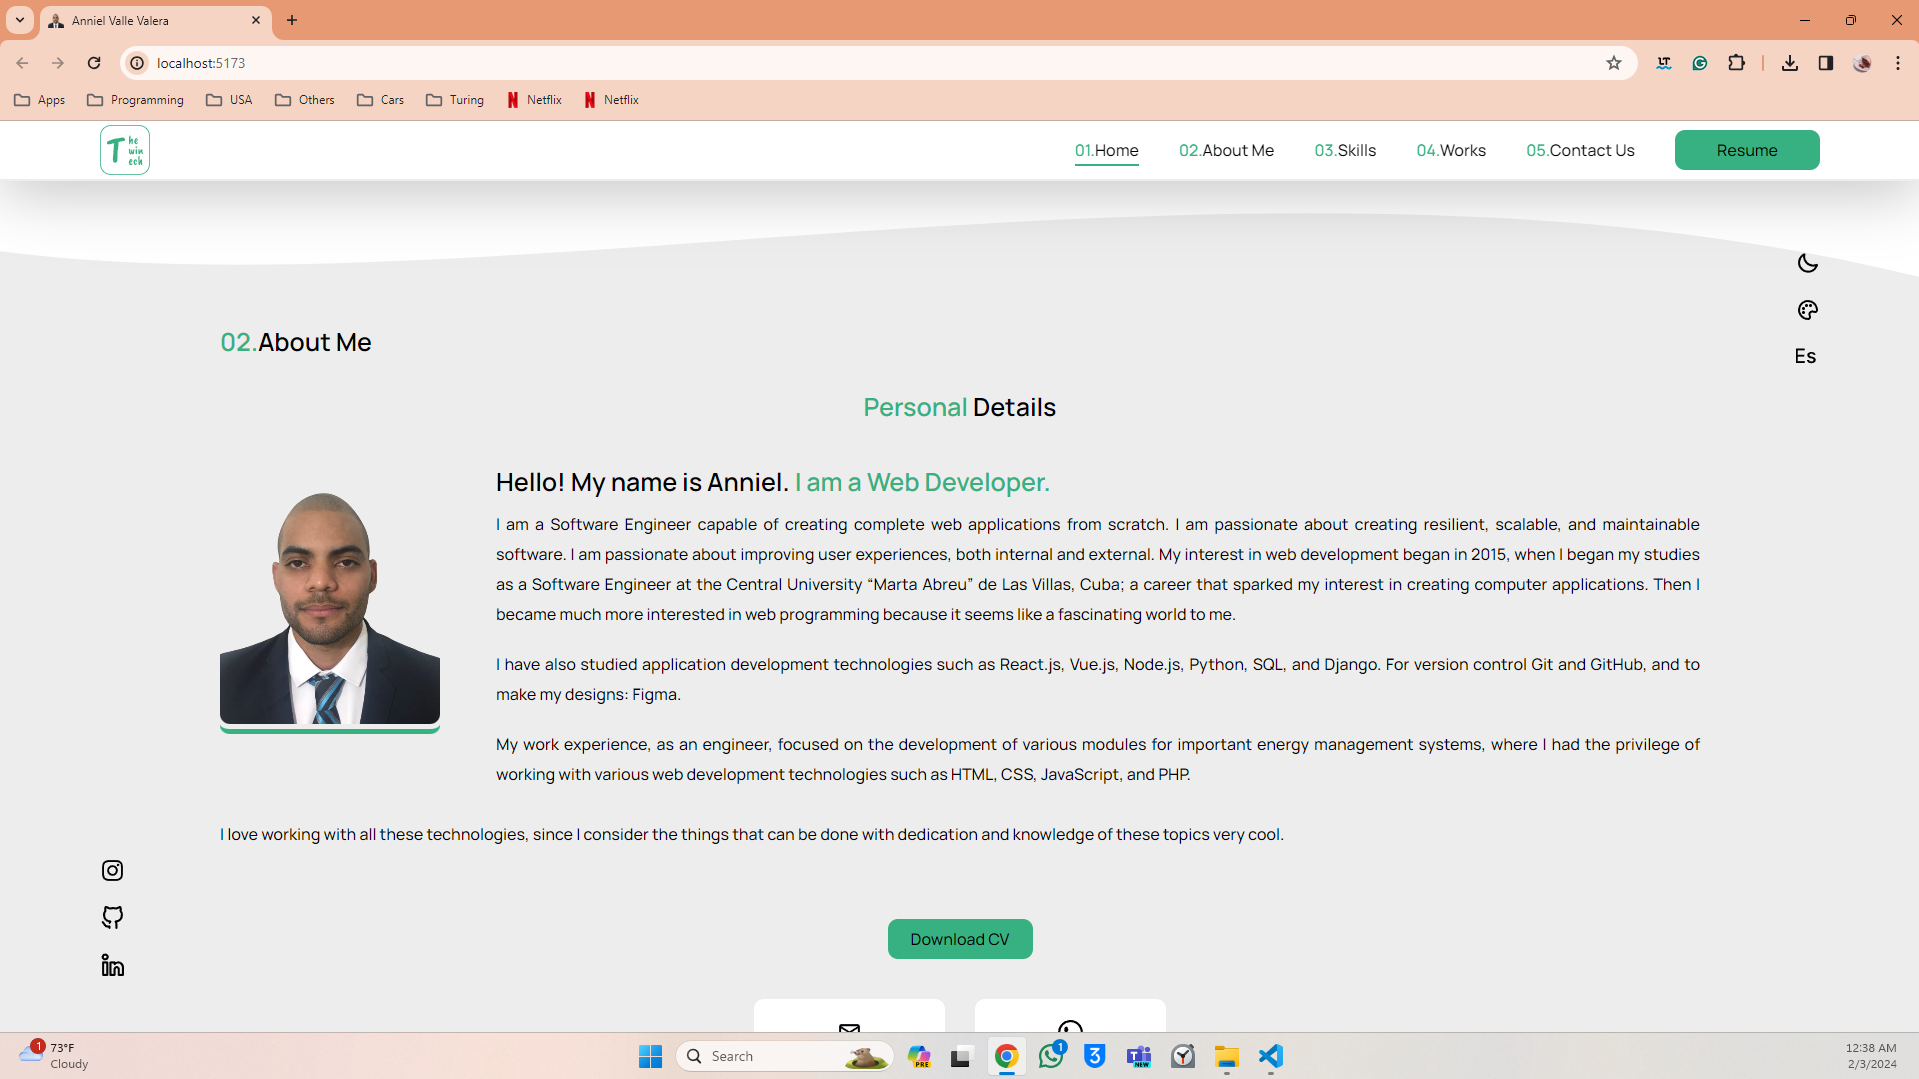 Anniel Valle Valera
localhost:5173
Apps Programming USA Others Cars Turing Netflix Netflix
The Twin Tech
01.Home 02.About Me 03.Skills 04.Works 05.Contact Us Resume
02.About Me
Es
Personal Details
Hello! My name is Anniel. I am a Web Developer.
I am a Software Engineer capable of creating complete web applications from scratch. I am passionate about creating resilient, scalable, and maintainable
software. I am passionate about improving user experiences, both internal and external. My interest in web development began in 2015, when I began my studies
as a Software Engineer at the Central University “Marta Abreu” de Las Villas, Cuba; a career that sparked my interest in creating computer applications. Then I
became much more interested in web programming because it seems like a fascinating world to me.
I have also studied application development technologies such as React.js, Vue.js, Node.js, Python, SQL, and Django. For version control Git and GitHub, and to
make my designs: Figma.
My work experience, as an engineer, focused on the development of various modules for important energy management systems, where I had the privilege of
working with various web development technologies such as HTML, CSS, JavaScript, and PHP.
I love working with all these technologies, since I consider the things that can be done with dedication and knowledge of these topics very cool.
Download CV
1
73°F
Cloudy
Search
PRE
1
3
NEW
12:38 AM
2/3/2024